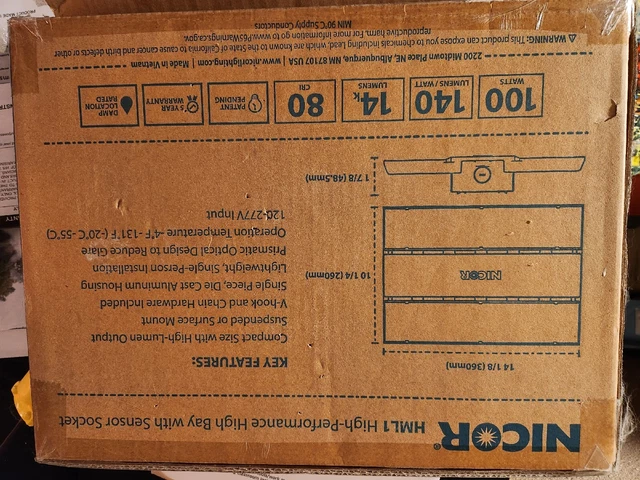 NICOR® HML1 High-Performance High Bay with Sensor Socket
14 1/8 (360mm)
10 1/4 (260mm)
NICOR
1 7/8 (48.5mm)
KEY FEATURES:
Compact Size with High-Lumen Output
Suspended or Surface Mount
V-hook and Chain Hardware Included
Single Piece, Die Cast Aluminum Housing
Lightweight, Single-Person Installation
Prismatic Optical Design to Reduce Glare
Operation Temperature -4°F - 131°F (-20°C -55°C)
120-277V Input
100 WATTS
140 LUMENS / WATT
14K LUMENS
80 CRI
PATENT PENDING
5 YEAR WARRANTY
DAMP LOCATION RATED
2200 Midtown Place NE, Albuquerque, NM 87107 USA | www.nicorlighting.com | Made in Vietnam
⚠ WARNING: This product can expose you to chemicals including Lead, which are known to the State of California to cause cancer and birth defects or other
reproductive harm. For more information go to www.P65Warnings.ca.gov.
MIN 90°C Supply Conductors